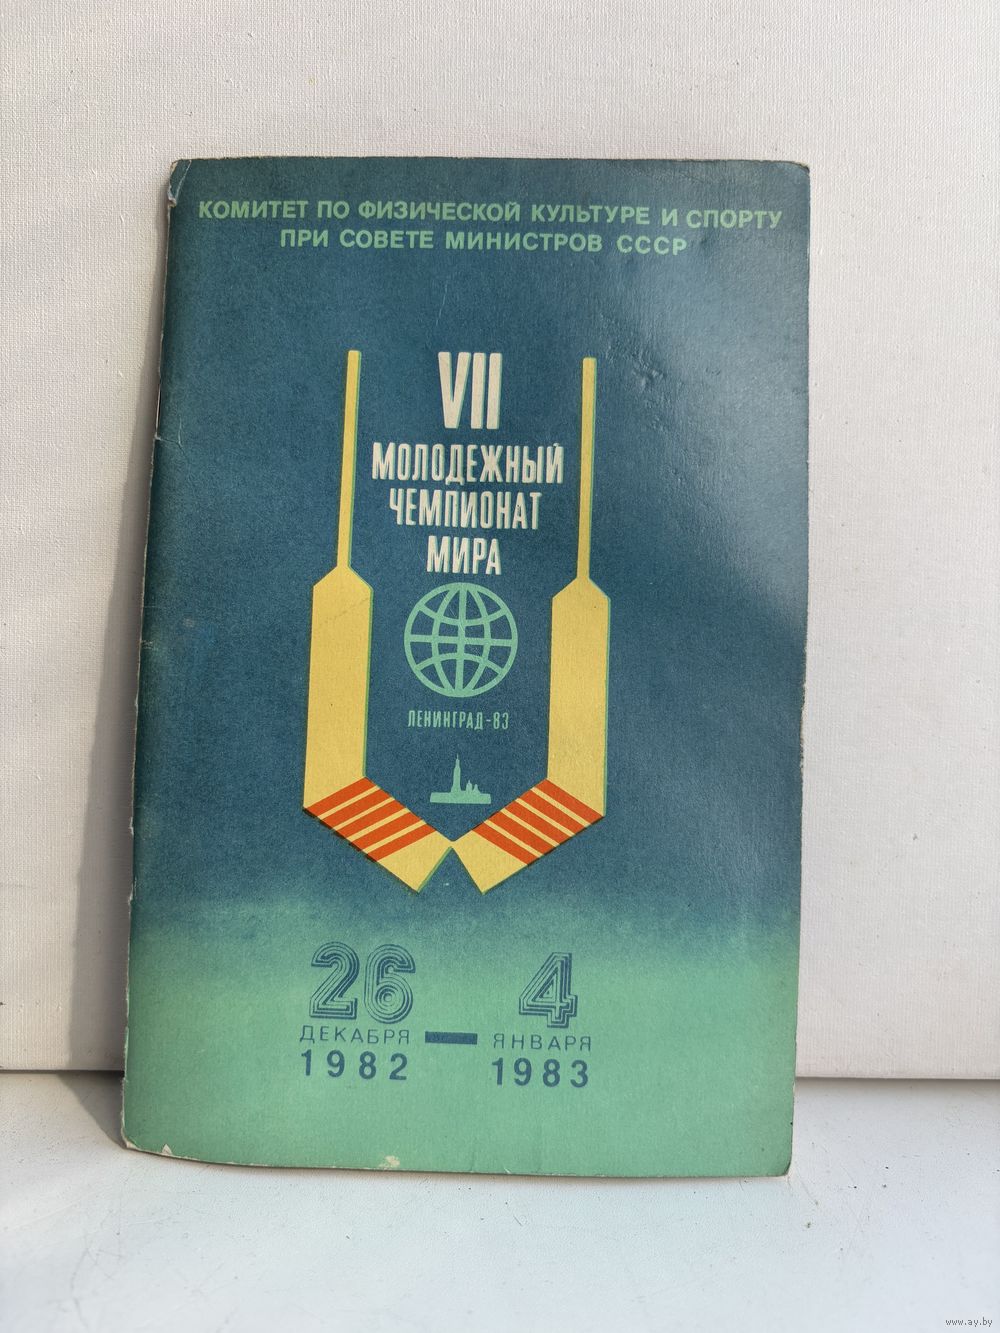 КОМИТЕТ ПО ФИЗИЧЕСКОЙ КУЛЬТУРЕ И СПОРТУ
ПРИ СОВЕТЕ МИНИСТРОВ СССР
VII
МОЛОДЕЖНЫЙ
ЧЕМПИОНАТ
МИРА
ЛЕНИНГРАД-83
26 4
ДЕКАБРЯ — ЯНВАРЯ
1982 1983
www.ay.by